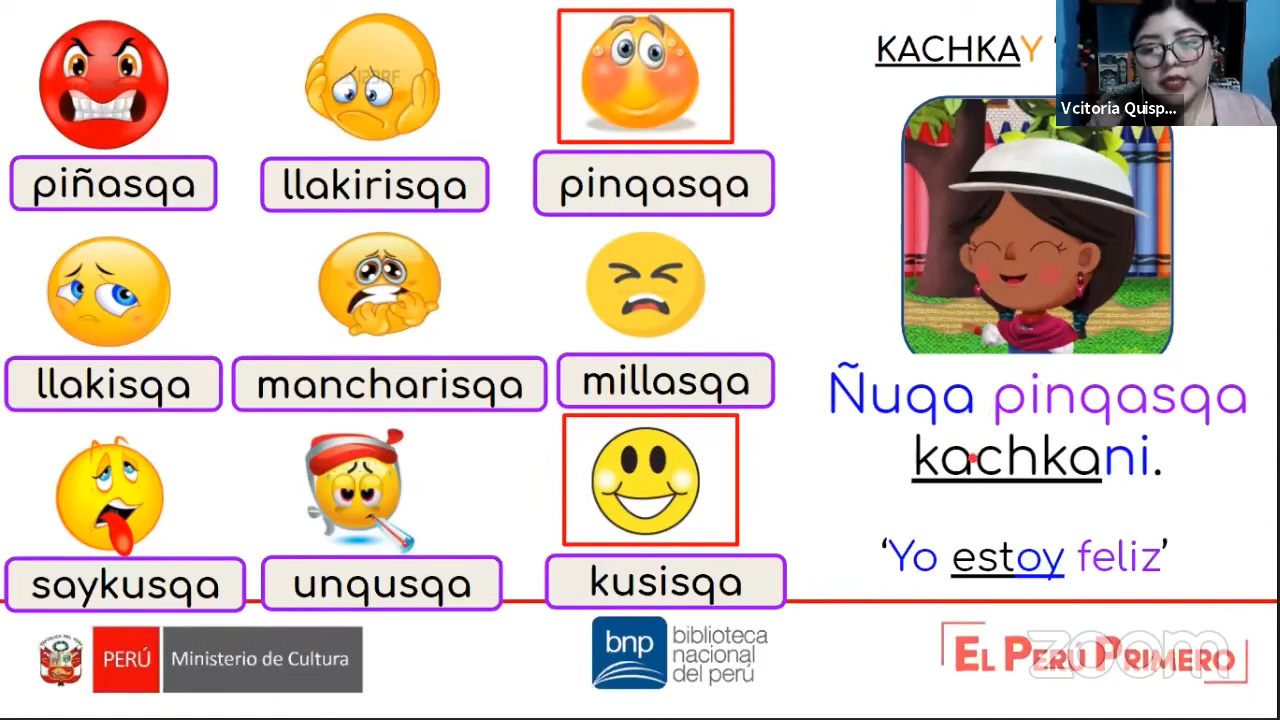 piñasqa
llakirisqa
pinqasqa
llakisqa
mancharisqa
millasqa
saykusqa
unqusqa
kusisqa
KACHKAY
Vcitoria Quisp...
Ñuqa pinqasqa
kachkani.
‘Yo estoy feliz’
PERÚ
Ministerio de Cultura
bnp
biblioteca
nacional
del perú
EL PERÚ PRIMERO
zoom